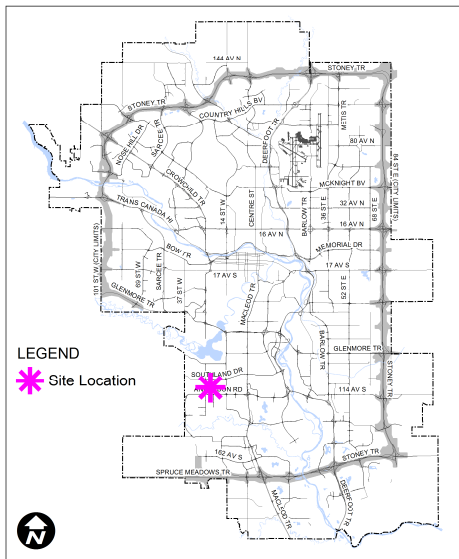 144 AV N
STONEY TR
STONEY TR
COUNTRY HILLS BV
NOSE HILL DR
SARCEE TR
DEERFOOT TR
METIS TR
80 AV N
CROWCHILD TR
MCKNIGHT BV
84 ST E (CITY LIMITS)
TRANS CANADA HI
14 ST W
CENTRE ST
BARLOW TR
36 ST E
32 AV N
68 ST E
16 AV N
16 AV N
BOW TR
MEMORIAL DR
101 ST W (CITY LIMITS)
69 ST W
SARCEE TR
37 ST W
17 AV S
17 AV S
52 ST E
GLENMORE TR
MACLEOD TR
BARLOW TR
GLENMORE TR
LEGEND
Site Location
SOUTHLAND DR
RD
114 AV S
STONEY TR
162 AV S
STONEY TR
SPRUCE MEADOWS TR
MACLEOD TR
DEERFOOT TR
N